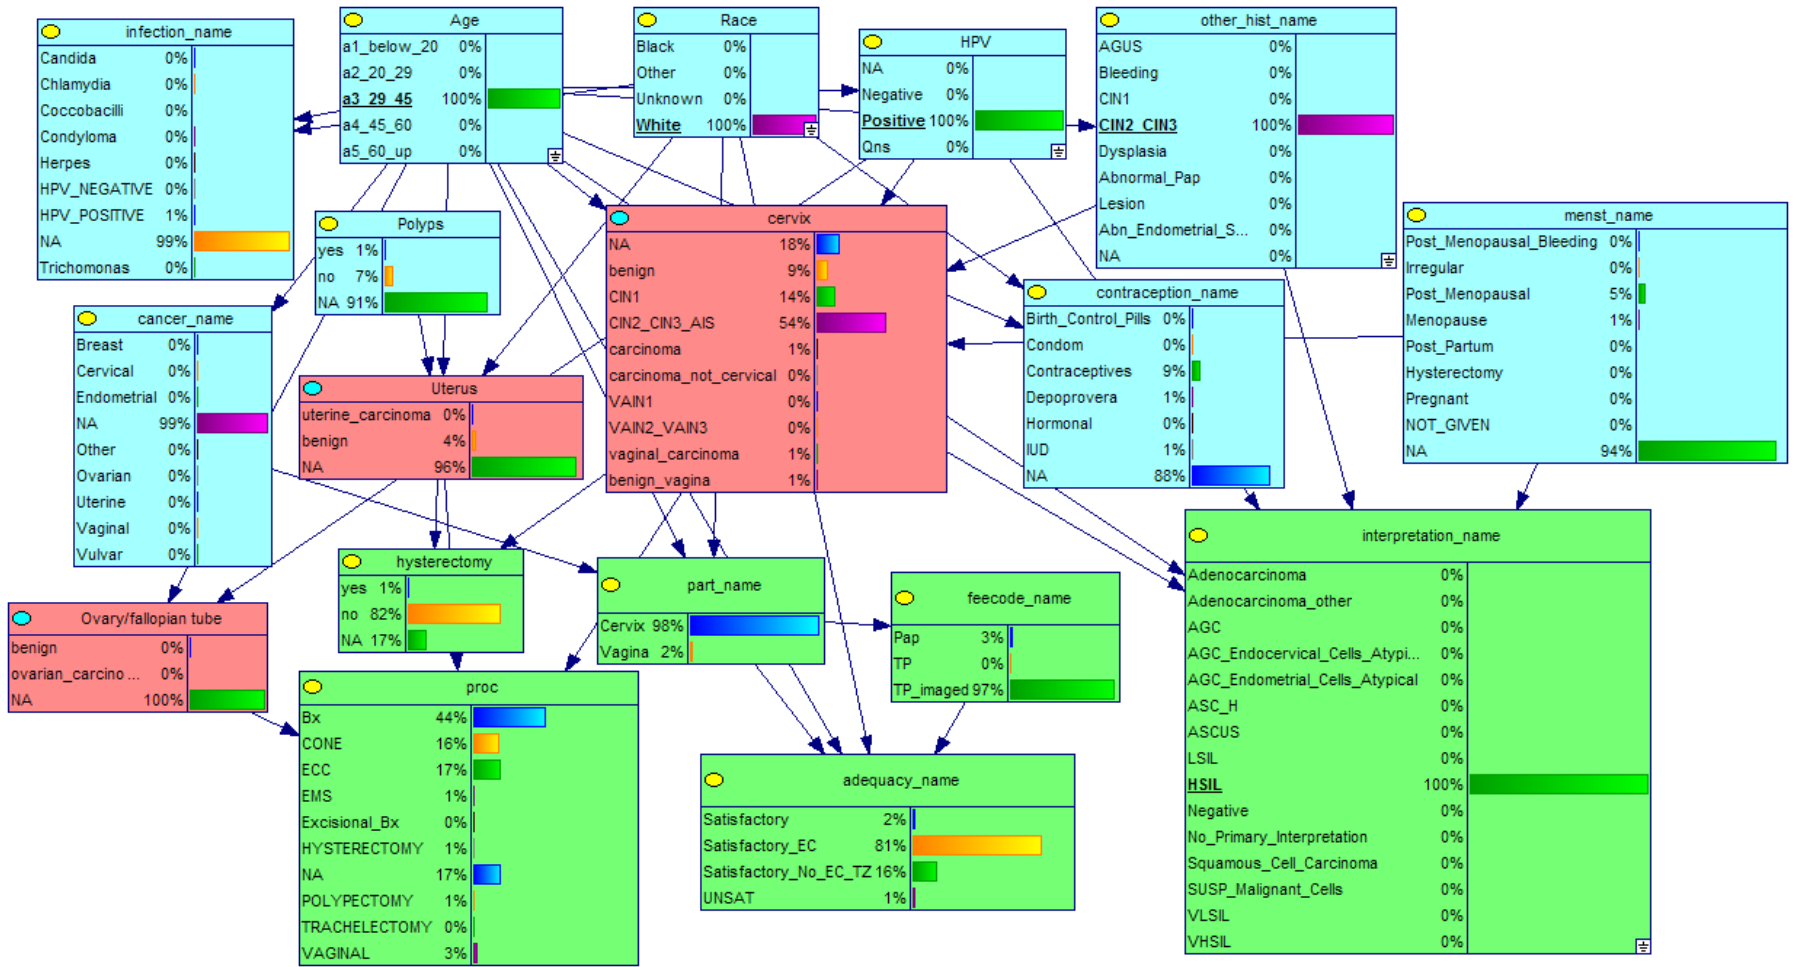 infection_name
Candida 0%
Chlamydia 0%
Coccobacilli 0%
Condyloma 0%
Herpes 0%
HPV_NEGATIVE 0%
HPV_POSITIVE 1%
NA 99%
Trichomonas 0%
Age
a1_below_20 0%
a2_20_29 0%
a3_29_45 100%
a4_45_60 0%
a5_60_up 0%
Race
Black 0%
Other 0%
Unknown 0%
White 100%
HPV
NA 0%
Negative 0%
Positive 100%
Qns 0%
other_hist_name
AGUS 0%
Bleeding 0%
CIN1 0%
CIN2_CIN3 100%
Dysplasia 0%
Abnormal_Pap 0%
Lesion 0%
Abn_Endometrial_S... 0%
NA 0%
Polyps
yes 1%
no 7%
NA 91%
cervix
NA 18%
benign 9%
CIN1 14%
CIN2_CIN3_AIS 54%
carcinoma 1%
carcinoma_not_cervical 0%
VAIN1 0%
VAIN2_VAIN3 0%
vaginal_carcinoma 1%
benign_vagina 1%
menst_name
Post_Menopausal_Bleeding 0%
Irregular 0%
Post_Menopausal 5%
Menopause 1%
Post_Partum 0%
Hysterectomy 0%
Pregnant 0%
NOT_GIVEN 0%
NA 94%
contraception_name
Birth_Control_Pills 0%
Condom 0%
Contraceptives 9%
Depoprovera 1%
Hormonal 0%
IUD 1%
NA 88%
cancer_name
Breast 0%
Cervical 0%
Endometrial 0%
NA 99%
Other 0%
Ovarian 0%
Uterine 0%
Vaginal 0%
Vulvar 0%
Uterus
uterine_carcinoma 0%
benign 4%
NA 96%
hysterectomy
yes 1%
no 82%
NA 17%
part_name
Cervix 98%
Vagina 2%
feecode_name
Pap 3%
TP 0%
TP_imaged 97%
interpretation_name
Adenocarcinoma 0%
Adenocarcinoma_other 0%
AGC 0%
AGC_Endocervical_Cells_Atypi... 0%
AGC_Endometrial_Cells_Atypical 0%
ASC_H 0%
ASCUS 0%
LSIL 0%
HSIL 100%
Negative 0%
No_Primary_Interpretation 0%
Squamous_Cell_Carcinoma 0%
SUSP_Malignant_Cells 0%
VLSIL 0%
VHSIL 0%
Ovary/fallopian tube
benign 0%
ovarian_carcino ... 0%
NA 100%
proc
Bx 44%
CONE 16%
ECC 17%
EMS 1%
Excisional_Bx 0%
HYSTERECTOMY 1%
NA 17%
POLYPECTOMY 1%
TRACHELECTOMY 0%
VAGINAL 3%
adequacy_name
Satisfactory 2%
Satisfactory_EC 81%
Satisfactory_No_EC_TZ 16%
UNSAT 1%